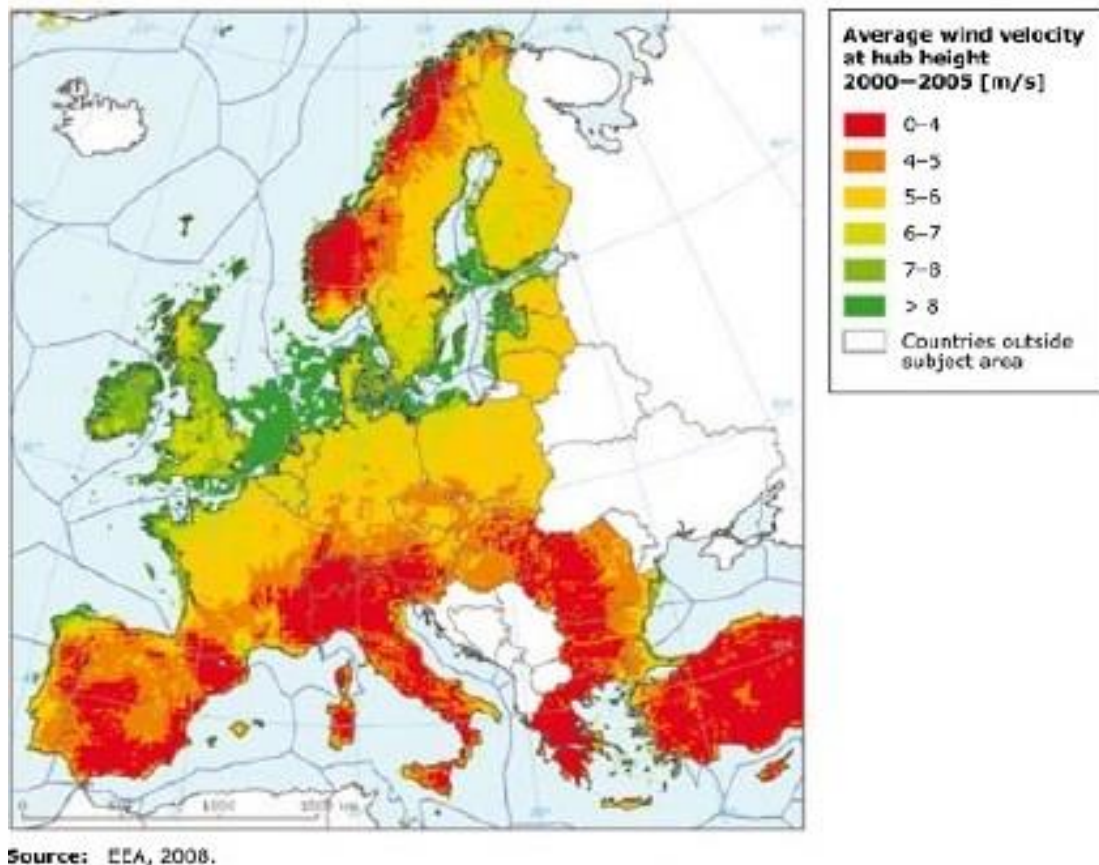 Average wind velocity
at hub height
2000–2005 [m/s]
0–4
4–5
5–6
6–7
7–8
> 8
Countries outside
subject area
0
1000
Source: EEA, 2008.